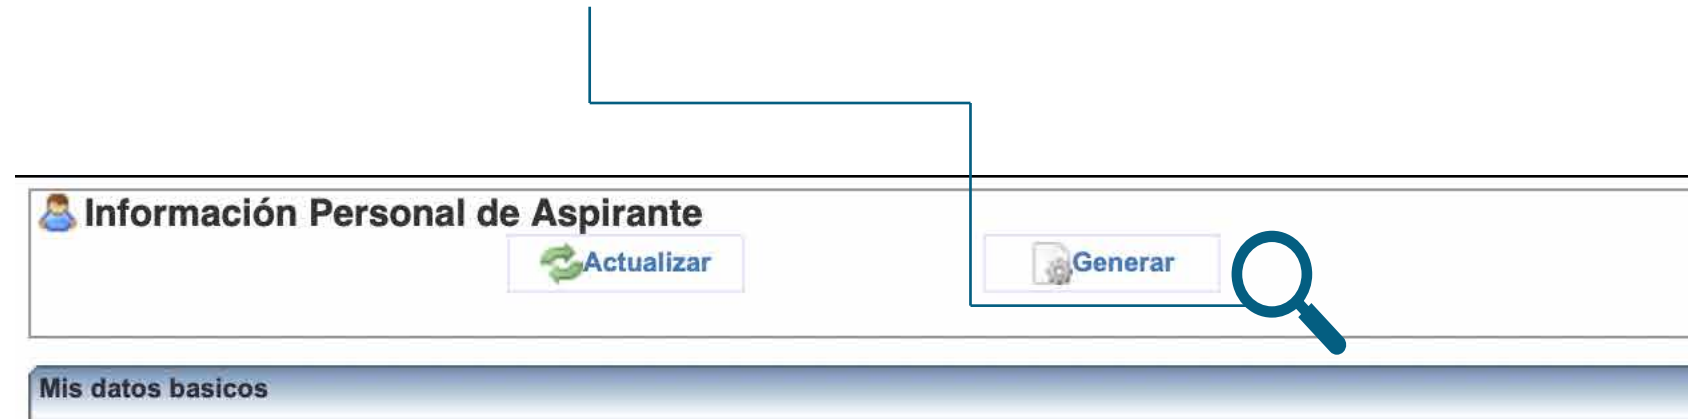 Información Personal de Aspirante
Actualizar
Generar
Mis datos basicos